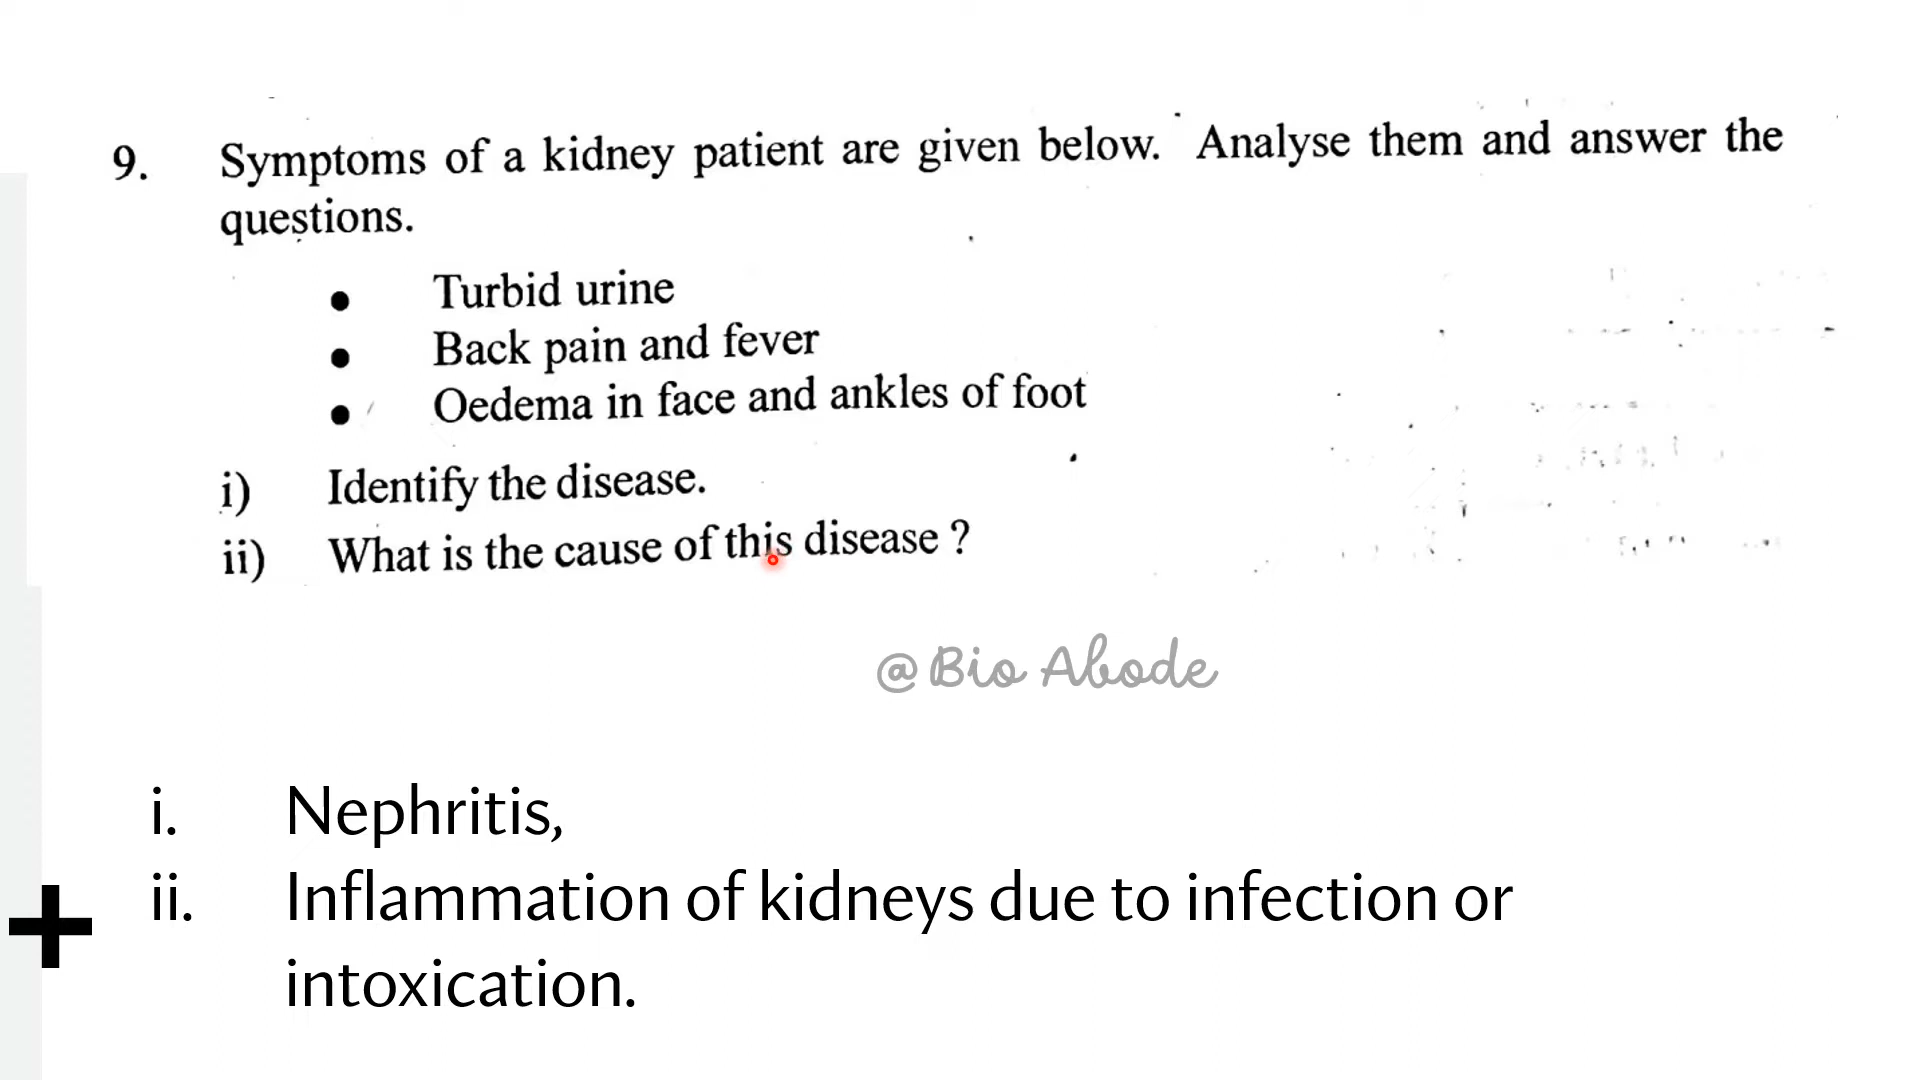 9. Symptoms of a kidney patient are given below. Analyse them and answer the
questions.
• Turbid urine
• Back pain and fever
• Oedema in face and ankles of foot
i) Identify the disease.
ii) What is the cause of this disease ?
@Bio Abode
i. Nephritis,
ii. Inflammation of kidneys due to infection or
intoxication.